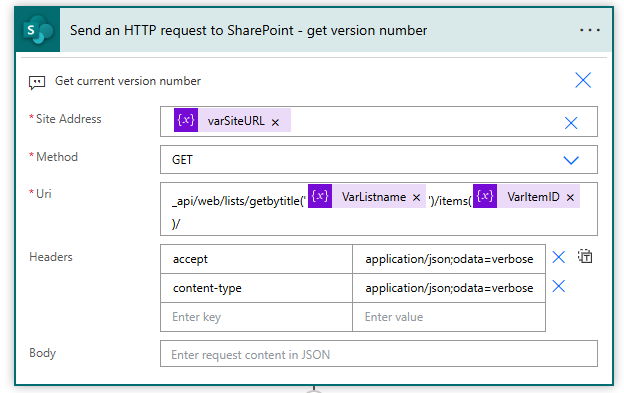 Send an HTTP request to SharePoint - get version number ...
Get current version number
* Site Address {x} varSiteURL ×
* Method GET
* Uri _api/web/lists/getbytitle(' {x} VarListname × ')/items( {x} VarItemID ×
)/
Headers accept application/json;odata=verbose
content-type application/json;odata=verbose
Enter key Enter value
Body Enter request content in JSON